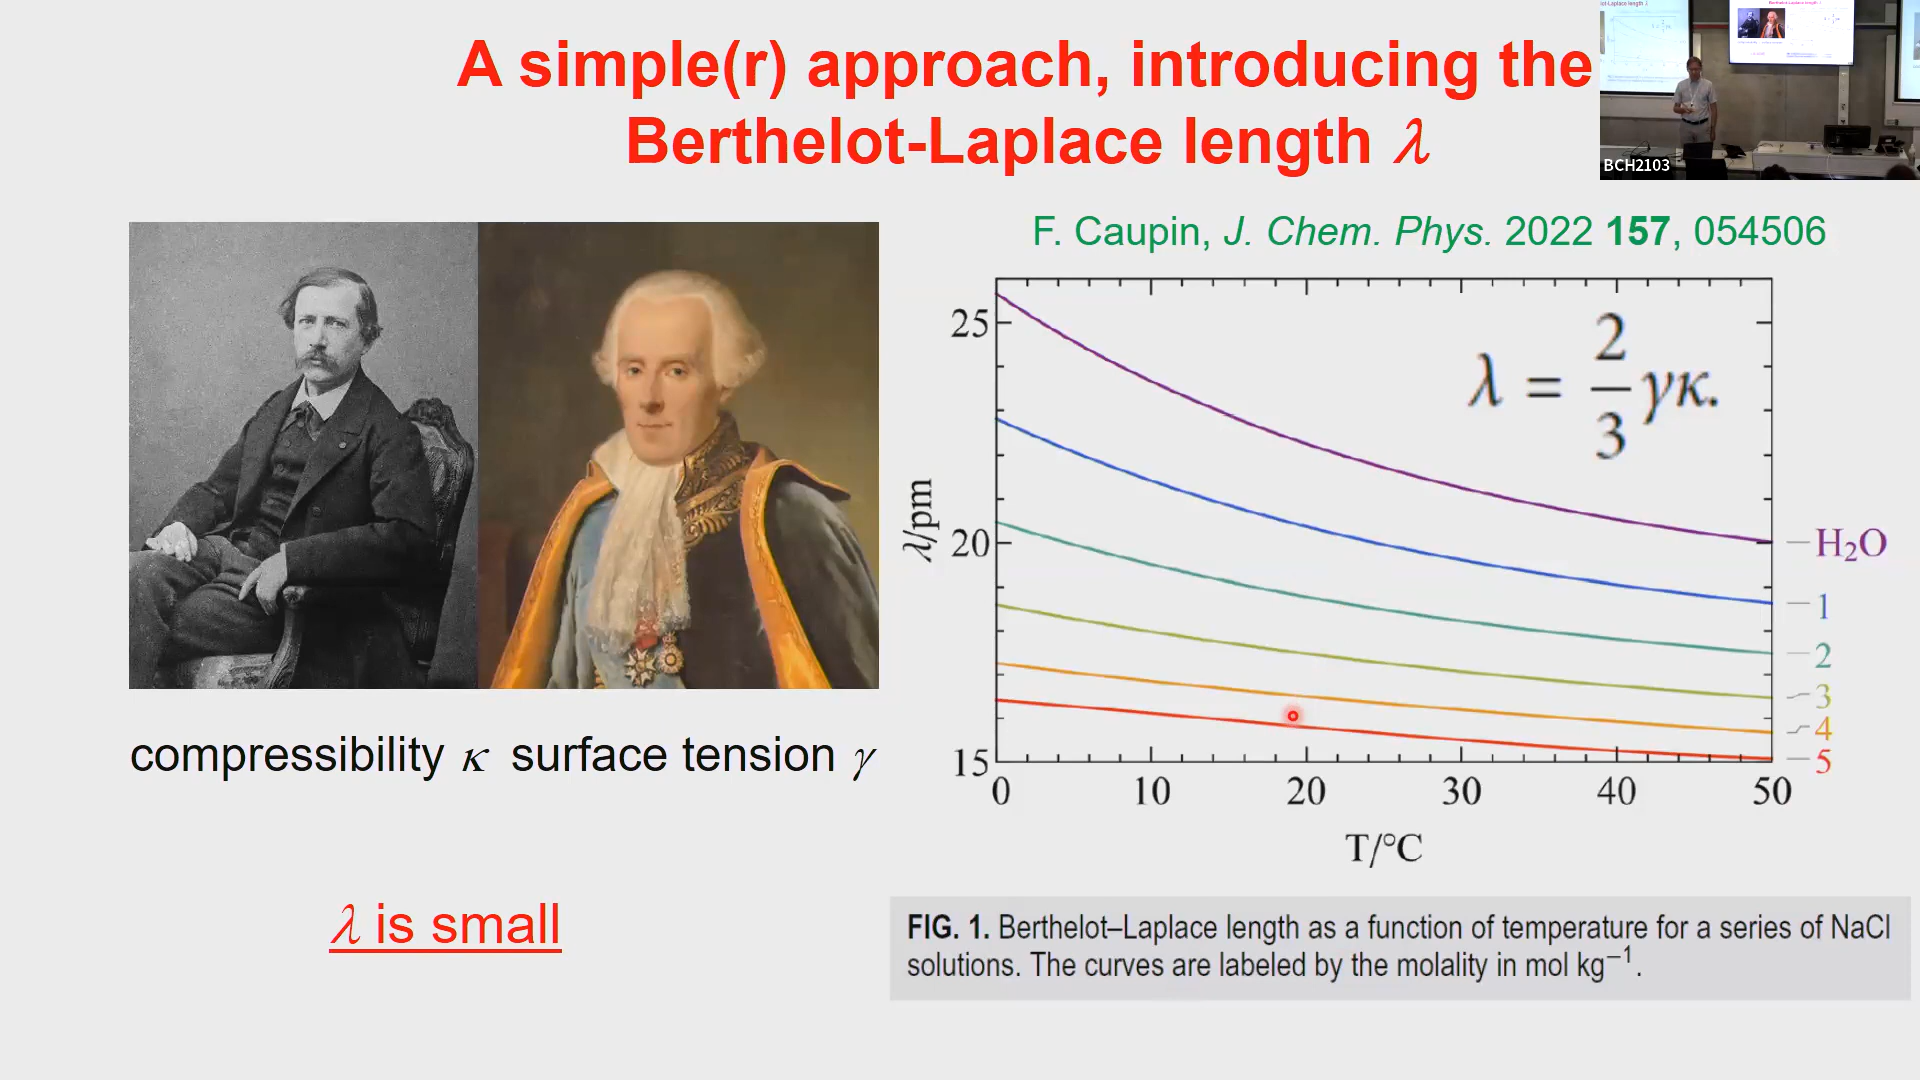 A simple(r) approach, introducing the
Berthelot-Laplace length λ
BCH2103
F. Caupin, J. Chem. Phys. 2022 157, 054506
25
20
15
λ/pm
λ = 2/3 γκ.
H₂O
1
2
3
4
5
0 10 20 30 40 50
T/°C
compressibility κ surface tension γ
λ is small
FIG. 1. Berthelot–Laplace length as a function of temperature for a series of NaCl
solutions. The curves are labeled by the molality in mol kg⁻¹.